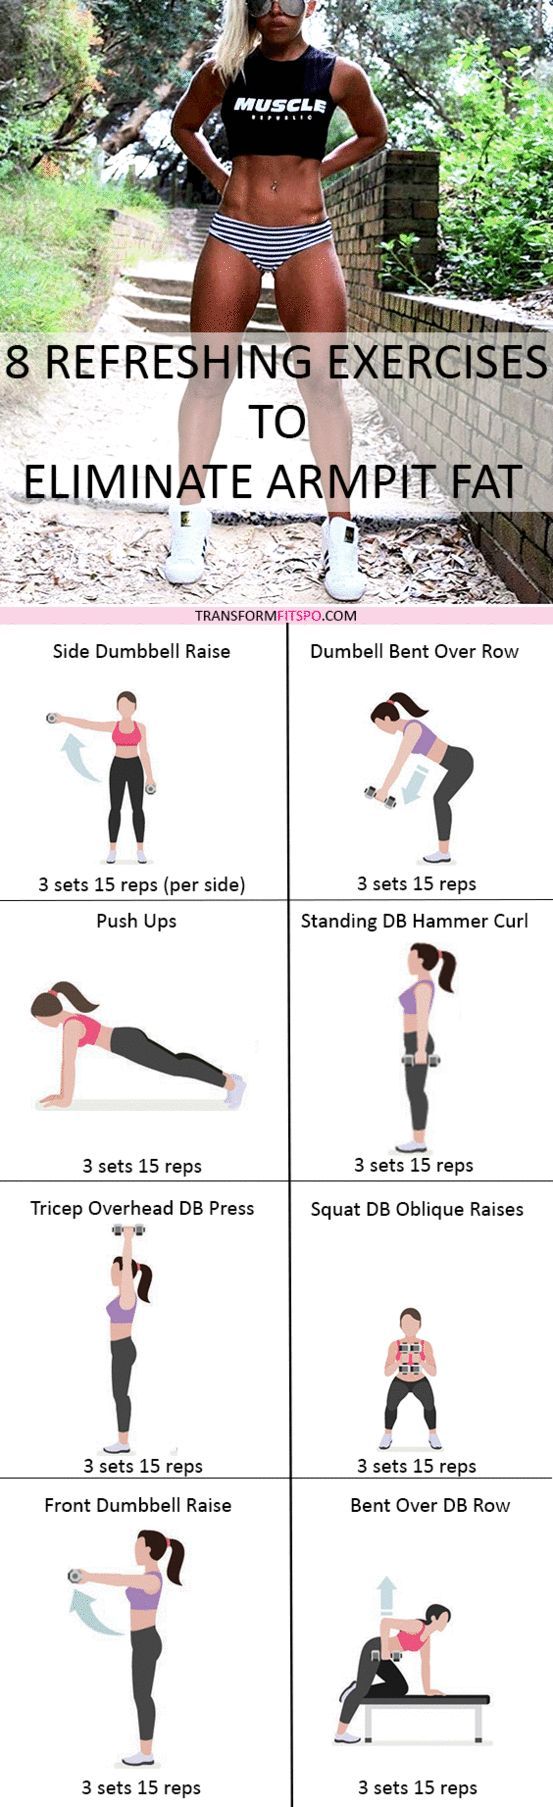 MUSCLE
REPUBLIC
8 REFRESHING EXERCISES
TO
ELIMINATE ARMPIT FAT
TRANSFORMFITSPO.COM
Side Dumbbell Raise
3 sets 15 reps (per side)
Dumbell Bent Over Row
3 sets 15 reps
Push Ups
3 sets 15 reps
Standing DB Hammer Curl
3 sets 15 reps
Tricep Overhead DB Press
3 sets 15 reps
Squat DB Oblique Raises
3 sets 15 reps
Front Dumbbell Raise
3 sets 15 reps
Bent Over DB Row
3 sets 15 reps